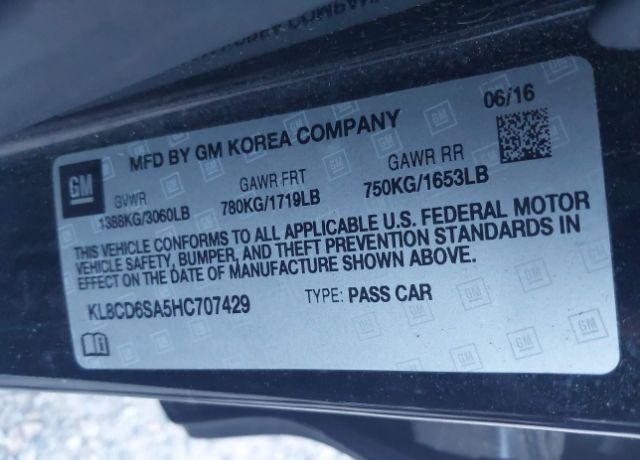 06/16
MFD BY GM KOREA COMPANY
GM
GVWR GAWR FRT GAWR RR
1388KG/3060LB 780KG/1719LB 750KG/1653LB
THIS VEHICLE CONFORMS TO ALL APPLICABLE U.S. FEDERAL MOTOR
VEHICLE SAFETY, BUMPER, AND THEFT PREVENTION STANDARDS IN
EFFECT ON THE DATE OF MANUFACTURE SHOWN ABOVE.
KL8CD6SA5HC707429 TYPE: PASS CAR